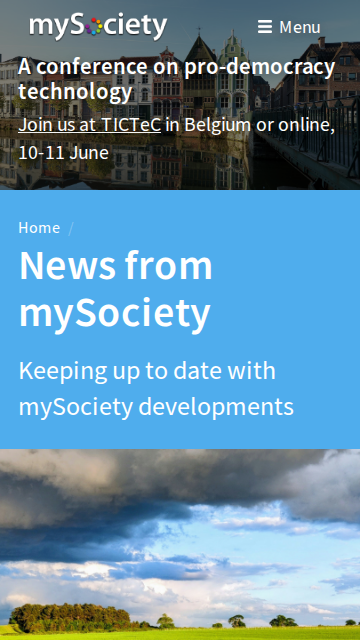 mySociety
Menu
A conference on pro-democracy
technology
Join us at TICTeC in Belgium or online,
10-11 June
Home /
News from
mySociety
Keeping up to date with
mySociety developments